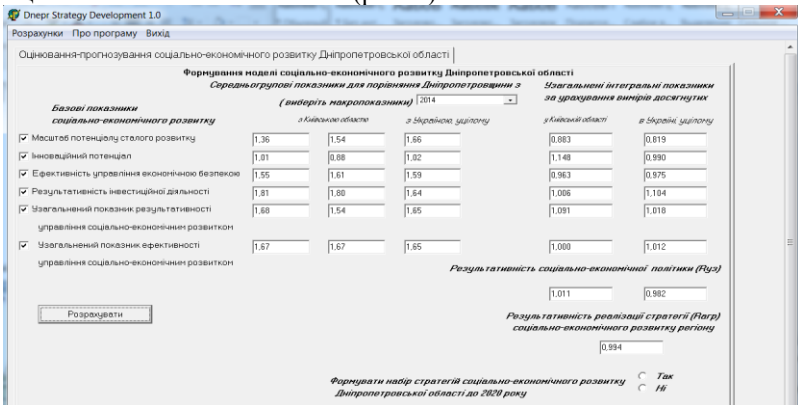 Dnepr Strategy Development 1.0
Розрахунки Про програму Вихід
Оцінювання-прогнозування соціально-економічного розвитку Дніпропетровської області
Формування моделі соціально-економічного розвитку Дніпропетровської області
Середньогрупові показники для порівняння Дніпропетровщини з Узагальнені інтегральні показники
( виберіть макропоказники) 2014 за урахування вимірів досягнутих
Базові показники
соціально-економічного розвитку з Київською областю з Україною, уцілому у Київській області в Україні, уцілому
Масштаб потенціалу сталого розвитку 1,36 1,54 1,66 0,883 0,819
Інноваційний потенціал 1,01 0,88 1,02 1,148 0,990
Ефективність управління економічною безпекою 1,55 1,61 1,59 0,963 0,975
Результативність інвестиційної діяльності 1,81 1,80 1,64 1,006 1,104
Узагальнений показник результативності 1,68 1,54 1,65 1,091 1,018
управління соціально-економічним розвитком
Узагальнений показник ефективності 1,67 1,67 1,65 1,000 1,012
управління соціально-економічним розвитком
Результативність соціально-економічної політики (Rуз)
1,011 0,982
Розрахувати
Результативність реалізації стратегії (Rагр)
соціально-економічного розвитку регіону
0,994
Формувати набір стратегій соціально-економічного розвитку Так
Дніпропетровської області до 2020 року Ні